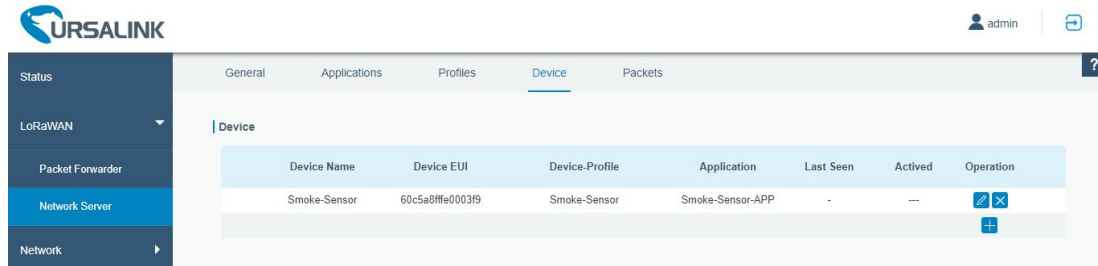 URSALINK
admin
?
Status
General Applications Profiles Device Packets
LoRaWAN
Device
Packet Forwarder
Device Name Device EUI Device-Profile Application Last Seen Actived Operation
Network Server
Smoke-Sensor 60c5a8fffe0003f9 Smoke-Sensor Smoke-Sensor-APP - ---
Network